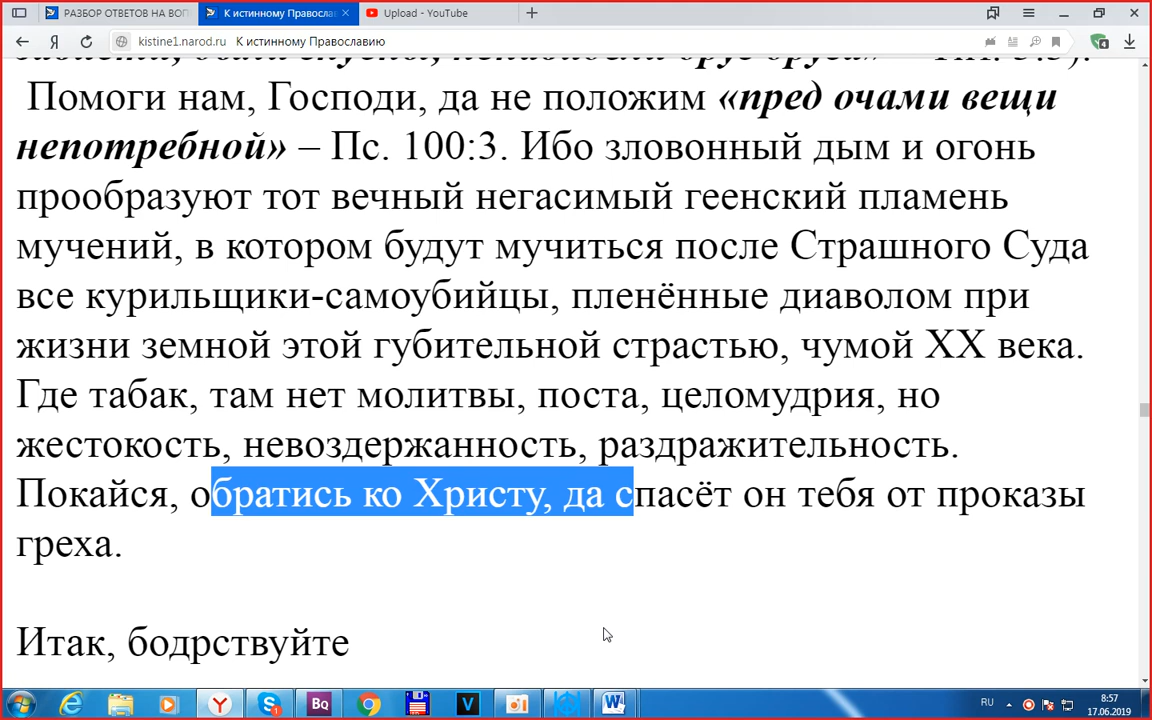 РАЗБОР ОТВЕТОВ НА ВОП
К истинному Православ
Upload - YouTube
kistine1.narod.ru К истинному Православию
Помоги нам, Господи, да не положим «пред очами вещи
непотребной» – Пс. 100:3. Ибо зловонный дым и огонь
прообразуют тот вечный негасимый геенский пламень
мучений, в котором будут мучиться после Страшного Суда
все курильщики-самоубийцы, пленённые диаволом при
жизни земной этой губительной страстью, чумой XX века.
Где табак, там нет молитвы, поста, целомудрия, но
жестокость, невоздержанность, раздражительность.
Покайся, обратись ко Христу, да спасёт он тебя от проказы
греха.
Итак, бодрствуйте
Bq
RU
8:57
17.06.2019